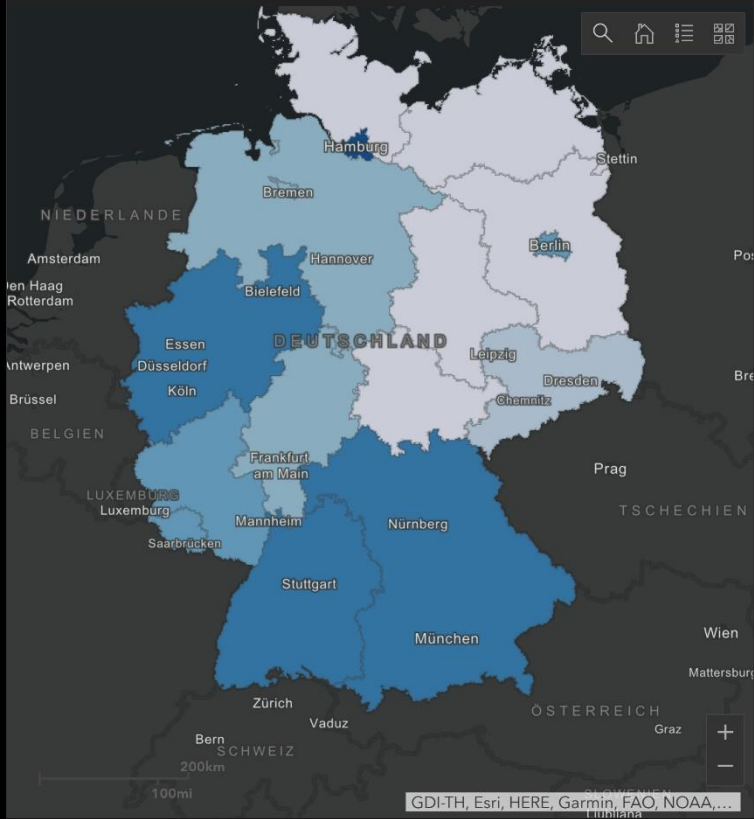 Hamburg
Stettin
Bremen
NIEDERLANDE
Berlin
Amsterdam
Hannover
Pos
Den Haag
Rotterdam
Bielefeld
DEUTSCHLAND
Essen
Leipzig
Antwerpen
Düsseldorf
Dresden
Bre
Köln
Brüssel
Chemnitz
BELGIEN
Frankfurt
am Main
Prag
LUXEMBURG
Luxemburg
TSCHECHIEN
Mannheim
Nürnberg
Saarbrücken
Stuttgart
Wien
München
Mattersburg
Zürich
ÖSTERREICH
Vaduz
Graz
Bern
SCHWEIZ
200km
100mi
GDI-TH, Esri, HERE, Garmin, FAO, NOAA,...
SLOWENIEN
Ljubljana